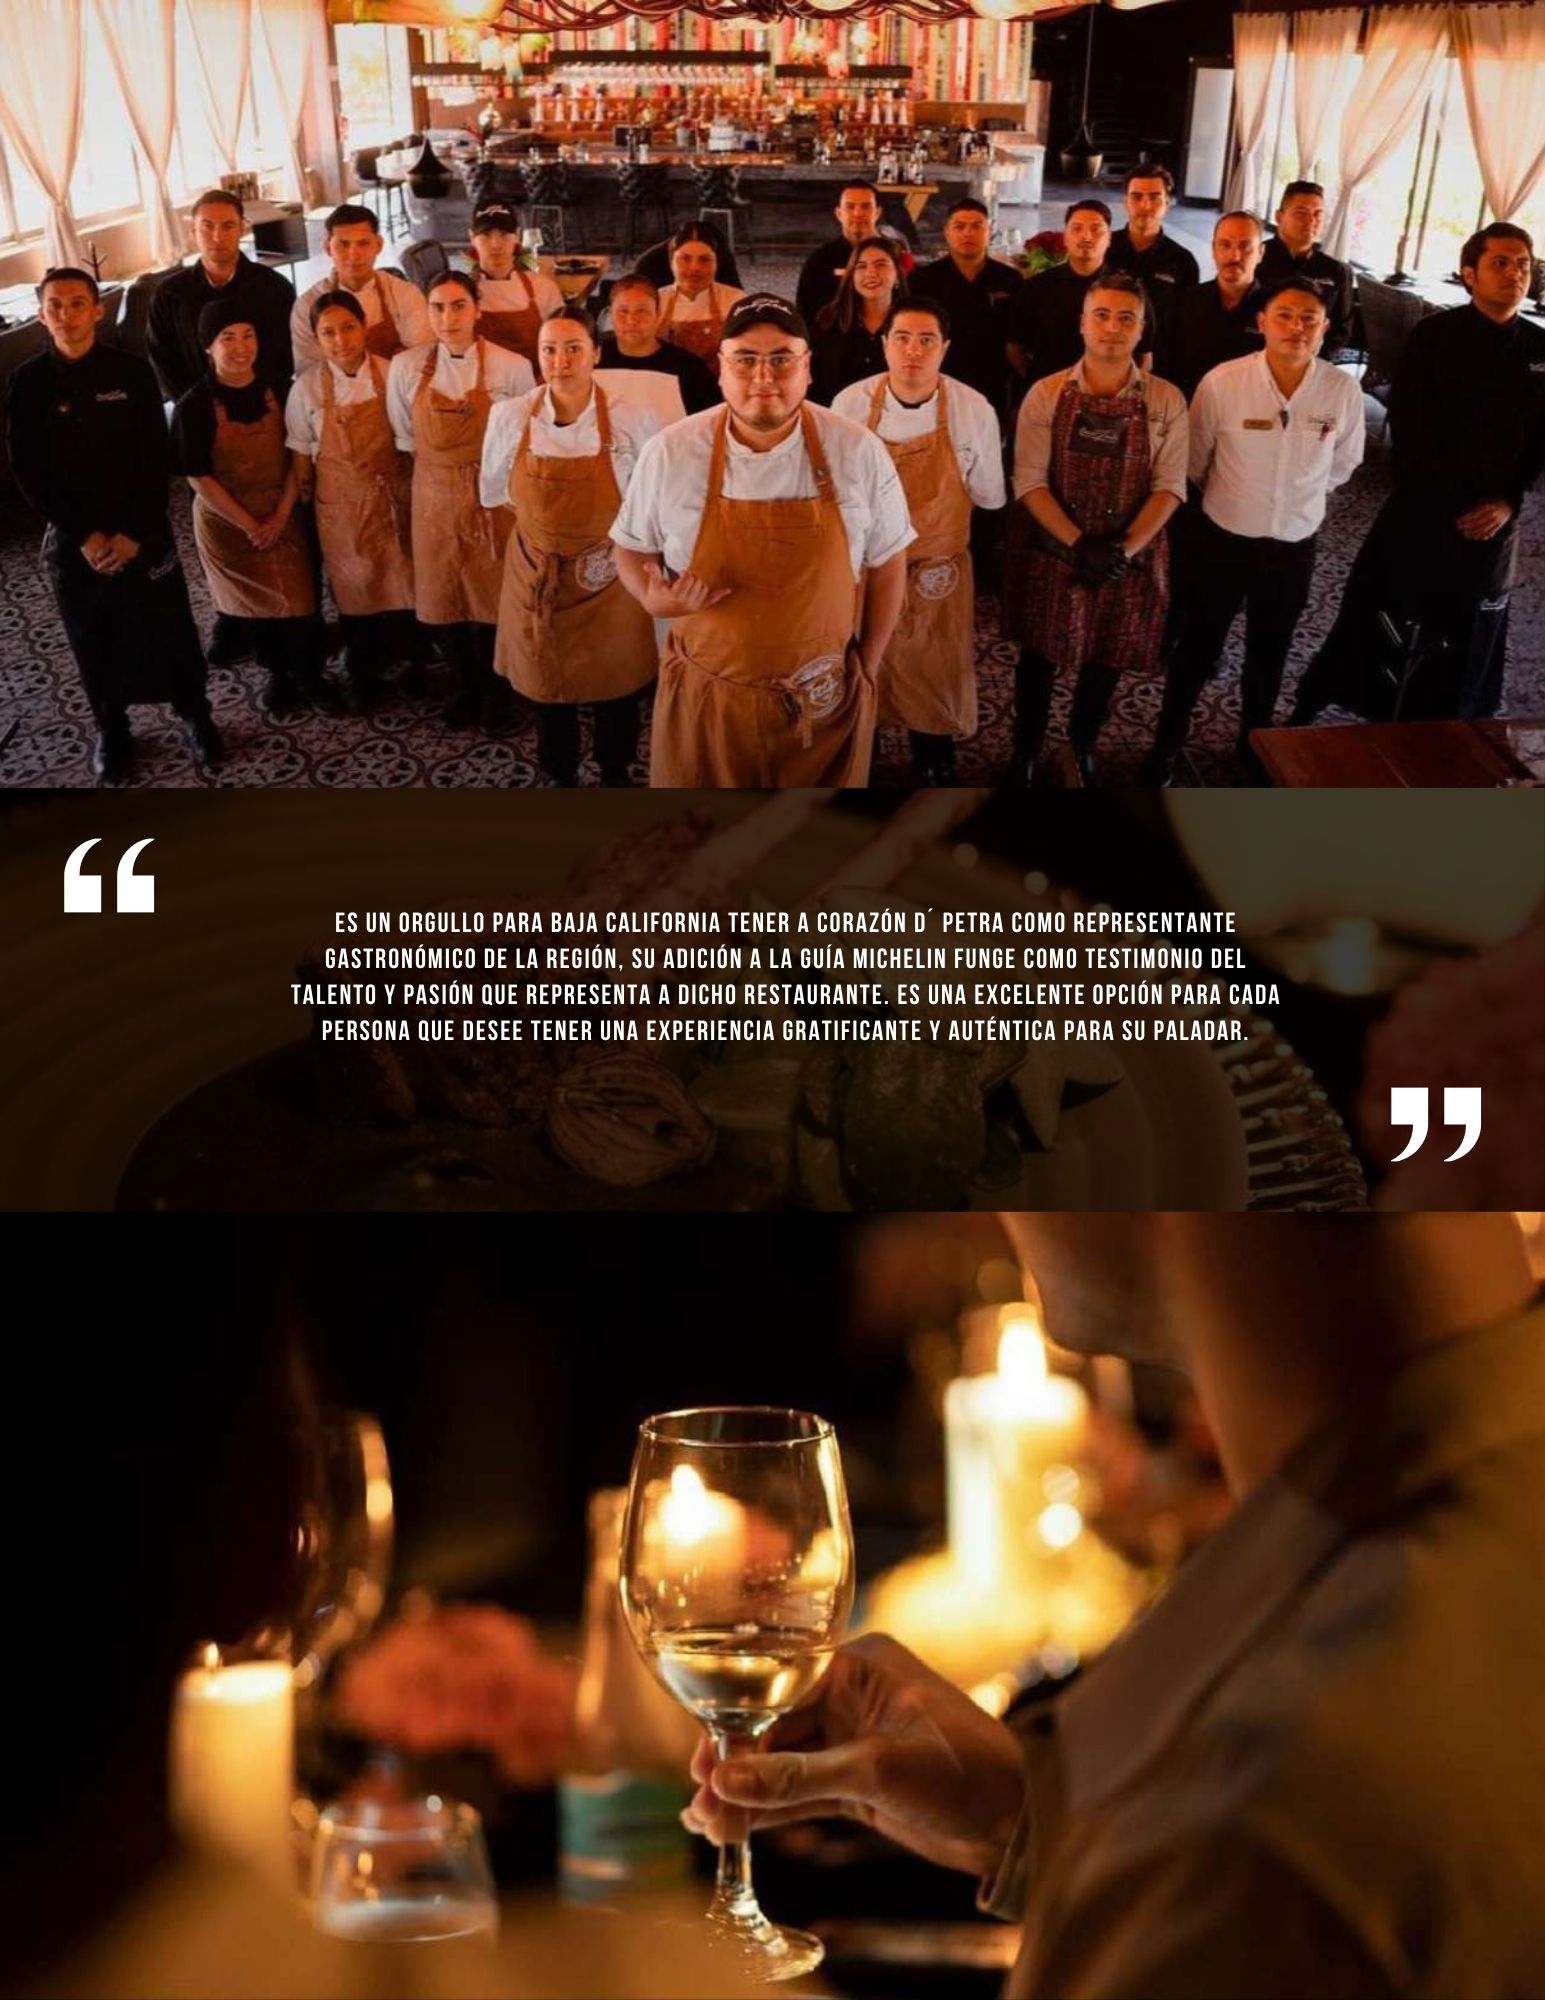 “
ES UN ORGULLO PARA BAJA CALIFORNIA TENER A CORAZÓN D´ PETRA COMO REPRESENTANTE
GASTRONÓMICO DE LA REGIÓN, SU ADICIÓN A LA GUÍA MICHELIN FUNGE COMO TESTIMONIO DEL
TALENTO Y PASIÓN QUE REPRESENTA A DICHO RESTAURANTE. ES UNA EXCELENTE OPCIÓN PARA CADA
PERSONA QUE DESEE TENER UNA EXPERIENCIA GRATIFICANTE Y AUTÉNTICA PARA SU PALADAR.
”